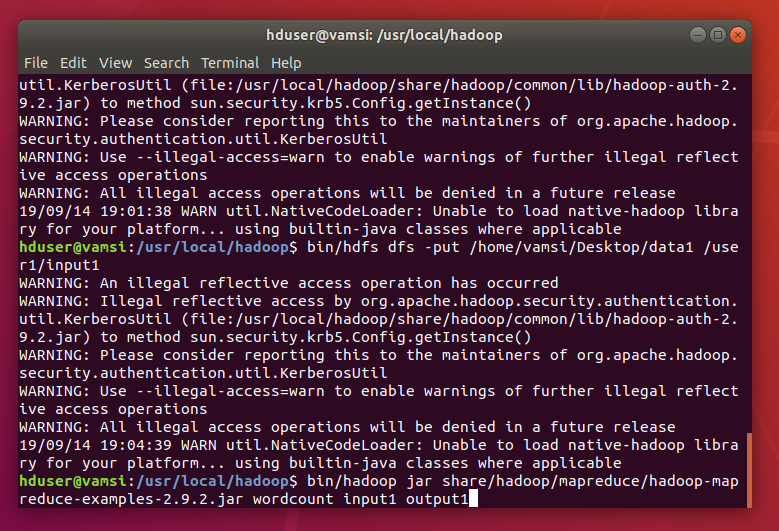 hduser@vamsi: /usr/local/hadoop
File Edit View Search Terminal Help
util.KerberosUtil (file:/usr/local/hadoop/share/hadoop/common/lib/hadoop-auth-2.
9.2.jar) to method sun.security.krb5.Config.getInstance()
WARNING: Please consider reporting this to the maintainers of org.apache.hadoop.
security.authentication.util.KerberosUtil
WARNING: Use --illegal-access=warn to enable warnings of further illegal reflect
ive access operations
WARNING: All illegal access operations will be denied in a future release
19/09/14 19:01:38 WARN util.NativeCodeLoader: Unable to load native-hadoop libra
ry for your platform... using builtin-java classes where applicable
hduser@vamsi:/usr/local/hadoop$ bin/hdfs dfs -put /home/vamsi/Desktop/data1 /use
r1/input1
WARNING: An illegal reflective access operation has occurred
WARNING: Illegal reflective access by org.apache.hadoop.security.authentication.
util.KerberosUtil (file:/usr/local/hadoop/share/hadoop/common/lib/hadoop-auth-2.
9.2.jar) to method sun.security.krb5.Config.getInstance()
WARNING: Please consider reporting this to the maintainers of org.apache.hadoop.
security.authentication.util.KerberosUtil
WARNING: Use --illegal-access=warn to enable warnings of further illegal reflect
ive access operations
WARNING: All illegal access operations will be denied in a future release
19/09/14 19:04:39 WARN util.NativeCodeLoader: Unable to load native-hadoop libra
ry for your platform... using builtin-java classes where applicable
hduser@vamsi:/usr/local/hadoop$ bin/hadoop jar share/hadoop/mapreduce/hadoop-map
reduce-examples-2.9.2.jar wordcount input1 output1